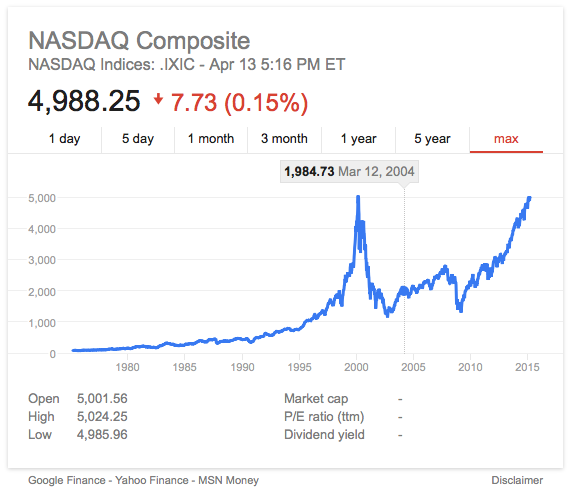 NASDAQ Composite
NASDAQ Indices: .IXIC - Apr 13 5:16 PM ET
4,988.25 7.73 (0.15%)
1 day 5 day 1 month 3 month 1 year 5 year max
1,984.73 Mar 12, 2004
5,000
4,000
3,000
2,000
1,000
0
1980 1985 1990 1995 2000 2005 2010 2015
Open 5,001.56 Market cap -
High 5,024.25 P/E ratio (ttm) -
Low 4,985.96 Dividend yield -
Google Finance - Yahoo Finance - MSN Money Disclaimer